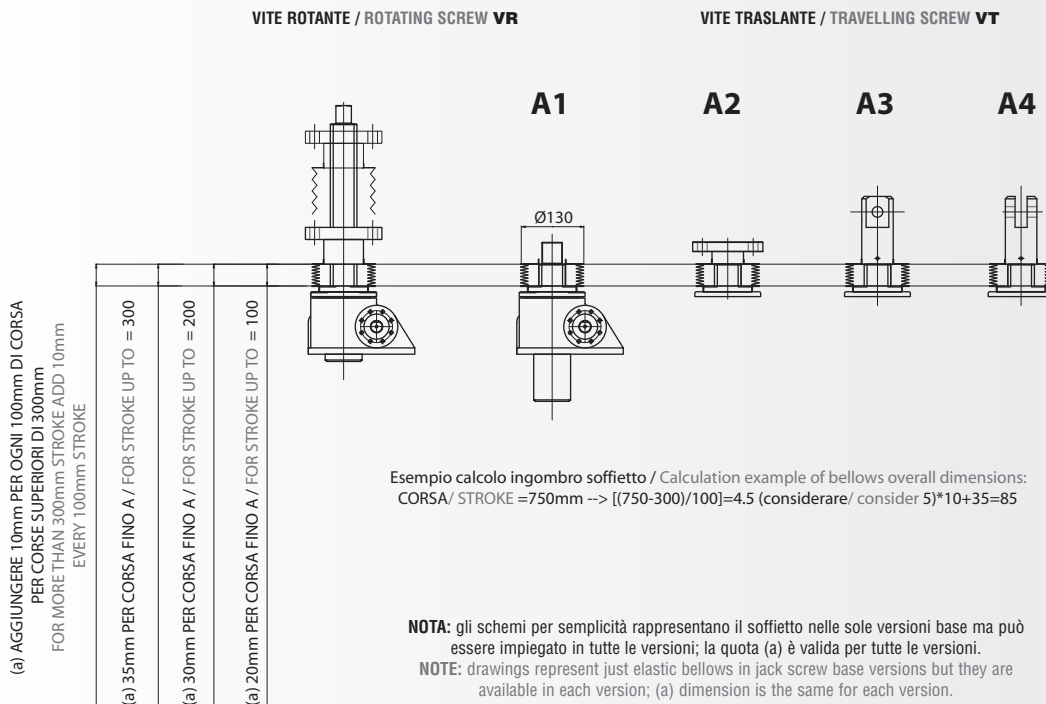 VITE ROTANTE / ROTATING SCREW VR
VITE TRASLANTE / TRAVELLING SCREW VT
A1
A2
A3
A4
Ø130
(a) AGGIUNGERE 10mm PER OGNI 100mm DI CORSA
PER CORSE SUPERIORI DI 300mm
FOR MORE THAN 300mm STROKE ADD 10mm
EVERY 100mm STROKE
(a) 35mm PER CORSA FINO A / FOR STROKE UP TO = 300
(a) 30mm PER CORSA FINO A / FOR STROKE UP TO = 200
(a) 20mm PER CORSA FINO A / FOR STROKE UP TO = 100
Esempio calcolo ingombro soffietto / Calculation example of bellows overall dimensions:
CORSA/ STROKE =750mm --> [(750-300)/100]=4.5 (considerare/ consider 5)*10+35=85
NOTA: gli schemi per semplicità rappresentano il soffietto nelle sole versioni base ma può
essere impiegato in tutte le versioni; la quota (a) è valida per tutte le versioni.
NOTE: drawings represent just elastic bellows in jack screw base versions but they are
available in each version; (a) dimension is the same for each version.